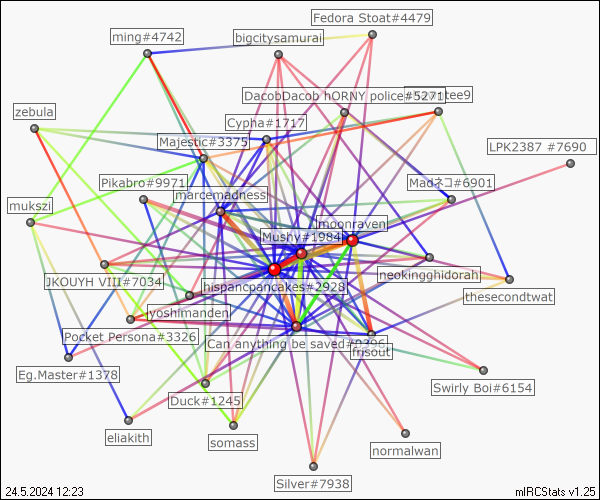 Fedora Stoat#4479
ming#4742
bigcitysamurai
DacobDacob hORNY police#5271
zebula
Cypha#1717
Majestic#3375
LPK2387 #7690
Pikabro#9971
Madネコ#6901
marcemadness
mukszi
moonraven
Mushy#1984
neokingghidorah
JKOUYH VIII#7034
hispanicpancakes#2928
thesecondtwat
yoshimanden
Pocket Persona#3326
Can anything be saved
frisout
Eg.Master#1378
Swirly Boi#6154
Duck#1245
eliakith
somass
normalwan
Silver#7938
24.5.2024 12:23
mIRCStats v1.25